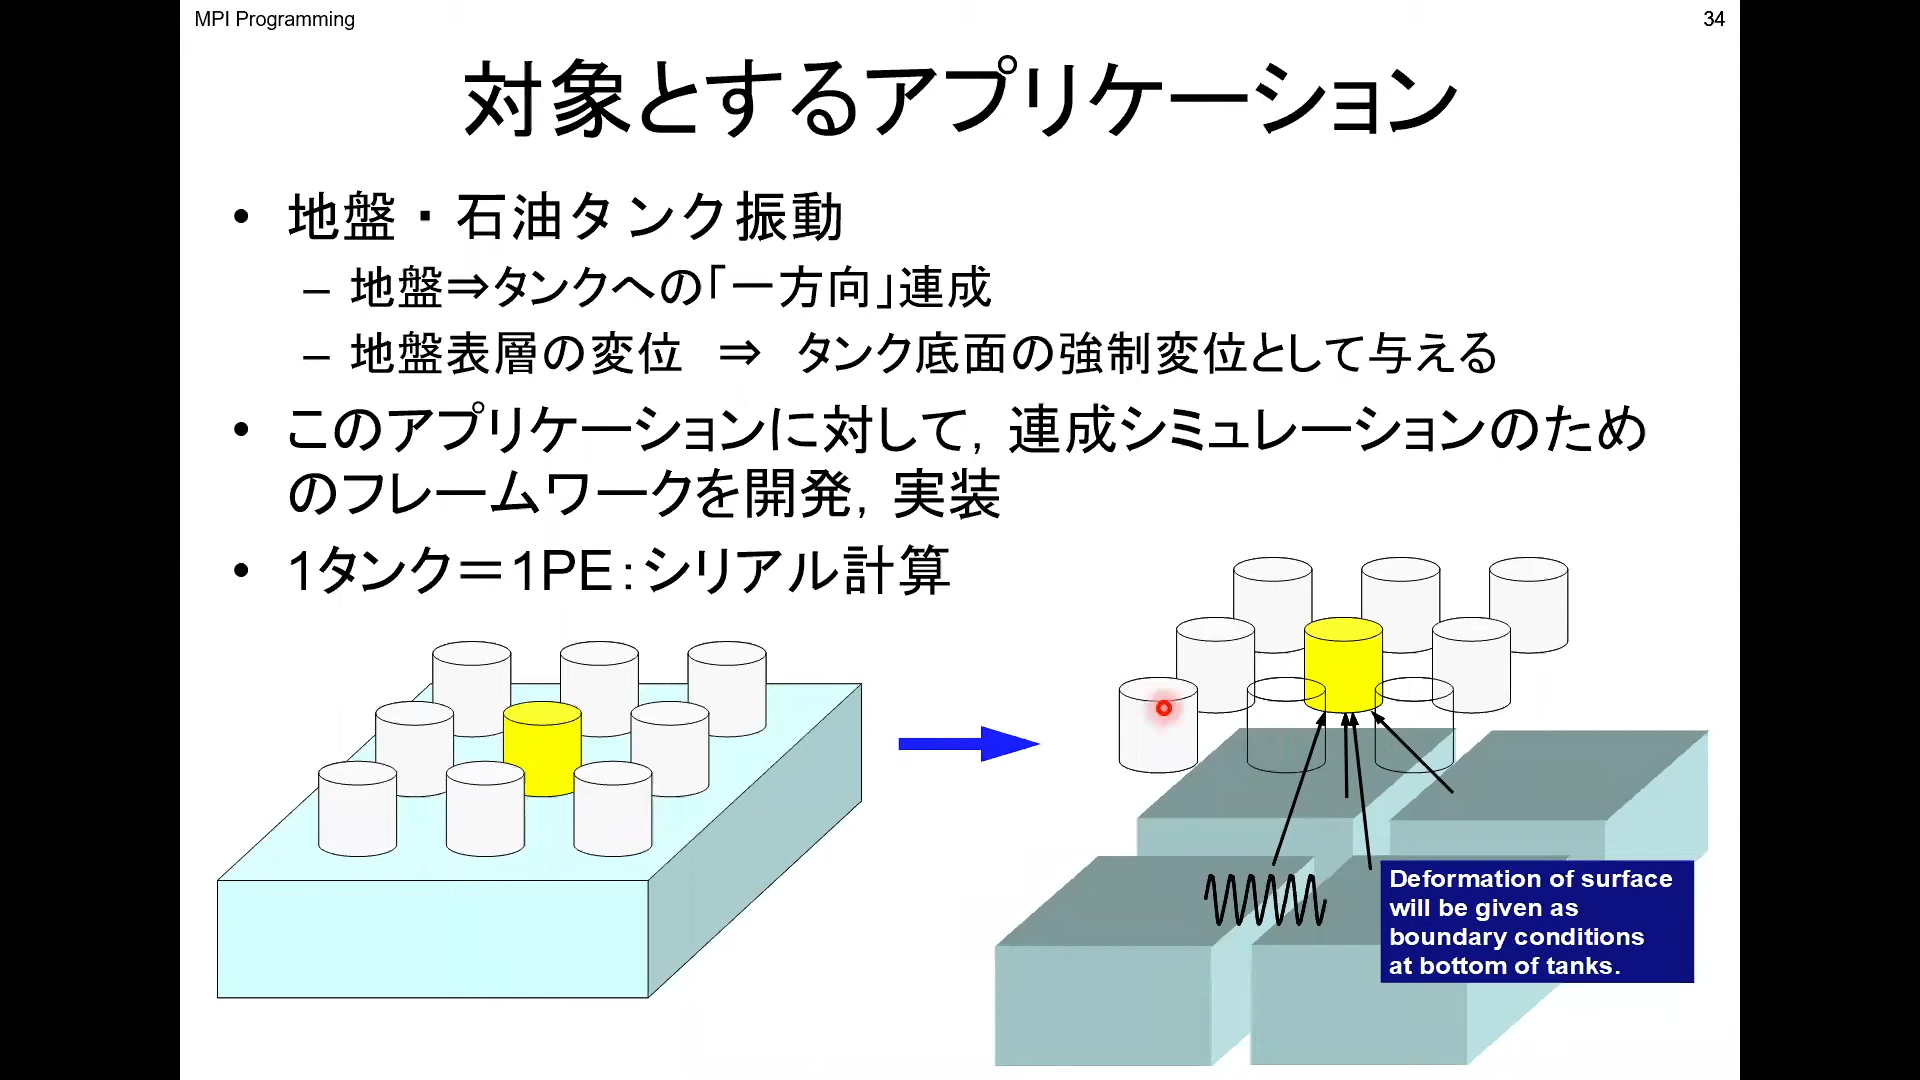 MPI Programming
34
対象とするアプリケーション
• 地盤・石油タンク振動
– 地盤⇒タンクへの「一方向」連成
– 地盤表層の変位　⇒　タンク底面の強制変位として与える
• このアプリケーションに対して，連成シミュレーションのため
のフレームワークを開発，実装
• 1タンク＝1PE：シリアル計算
Deformation of surface
will be given as
boundary conditions
at bottom of tanks.